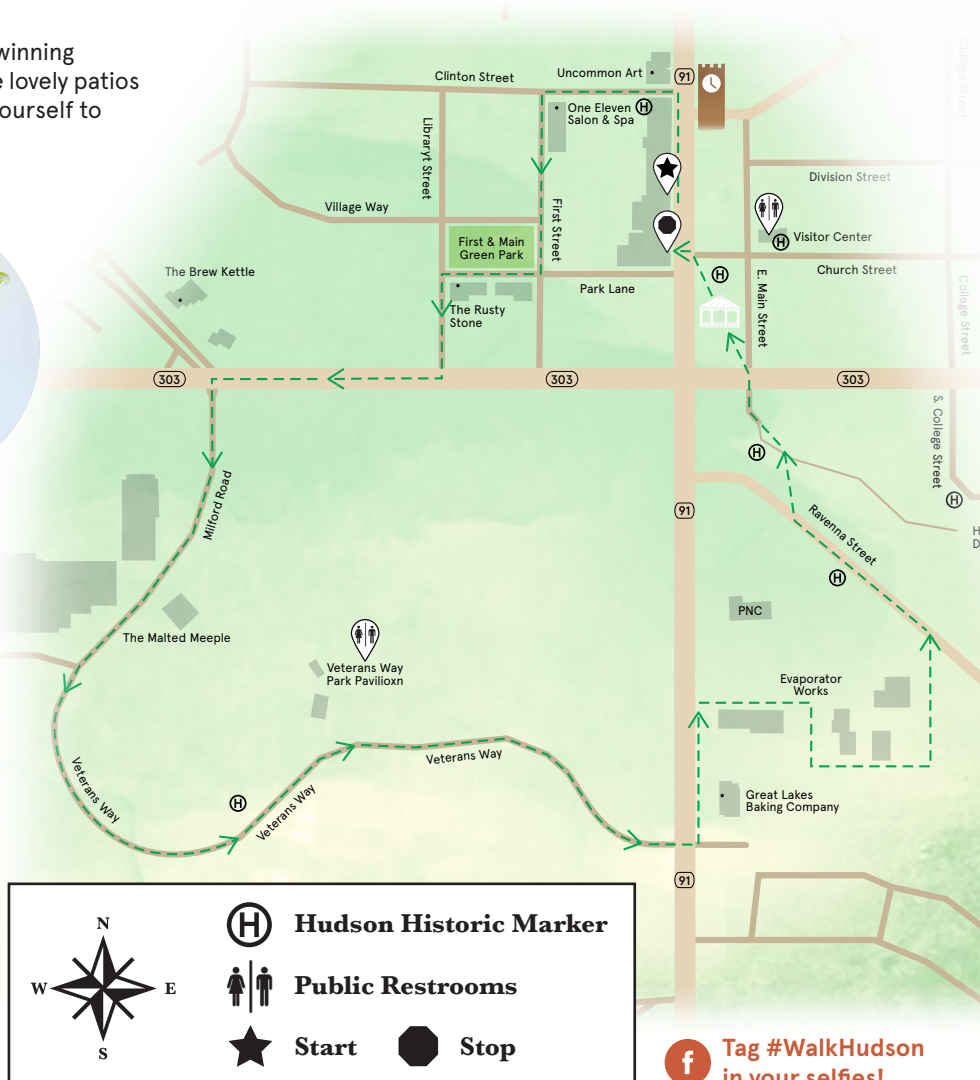 winning
e lovely patios
ourself to
Clinton Street
Uncommon Art
91
One Eleven
Salon & Spa
H
Libraryt Street
College Street
Division Street
Village Way
First Street
First & Main
Green Park
Visitor Center
H
The Brew Kettle
Church Street
H
Park Lane
E. Main Street
College Street
The Rusty
Stone
303
303
303
S. College Street
H
H
Milford Road
91
Ravenna Street
H
D
H
PNC
The Malted Meeple
Veterans Way
Park Pavilioxn
Evaporator
Works
Veterans Way
Veterans Way
Veterans Way
H
Great Lakes
Baking Company
91
N
W
E
S
H Hudson Historic Marker
Public Restrooms
Start
Stop
f
Tag #WalkHudson
in your selfies!